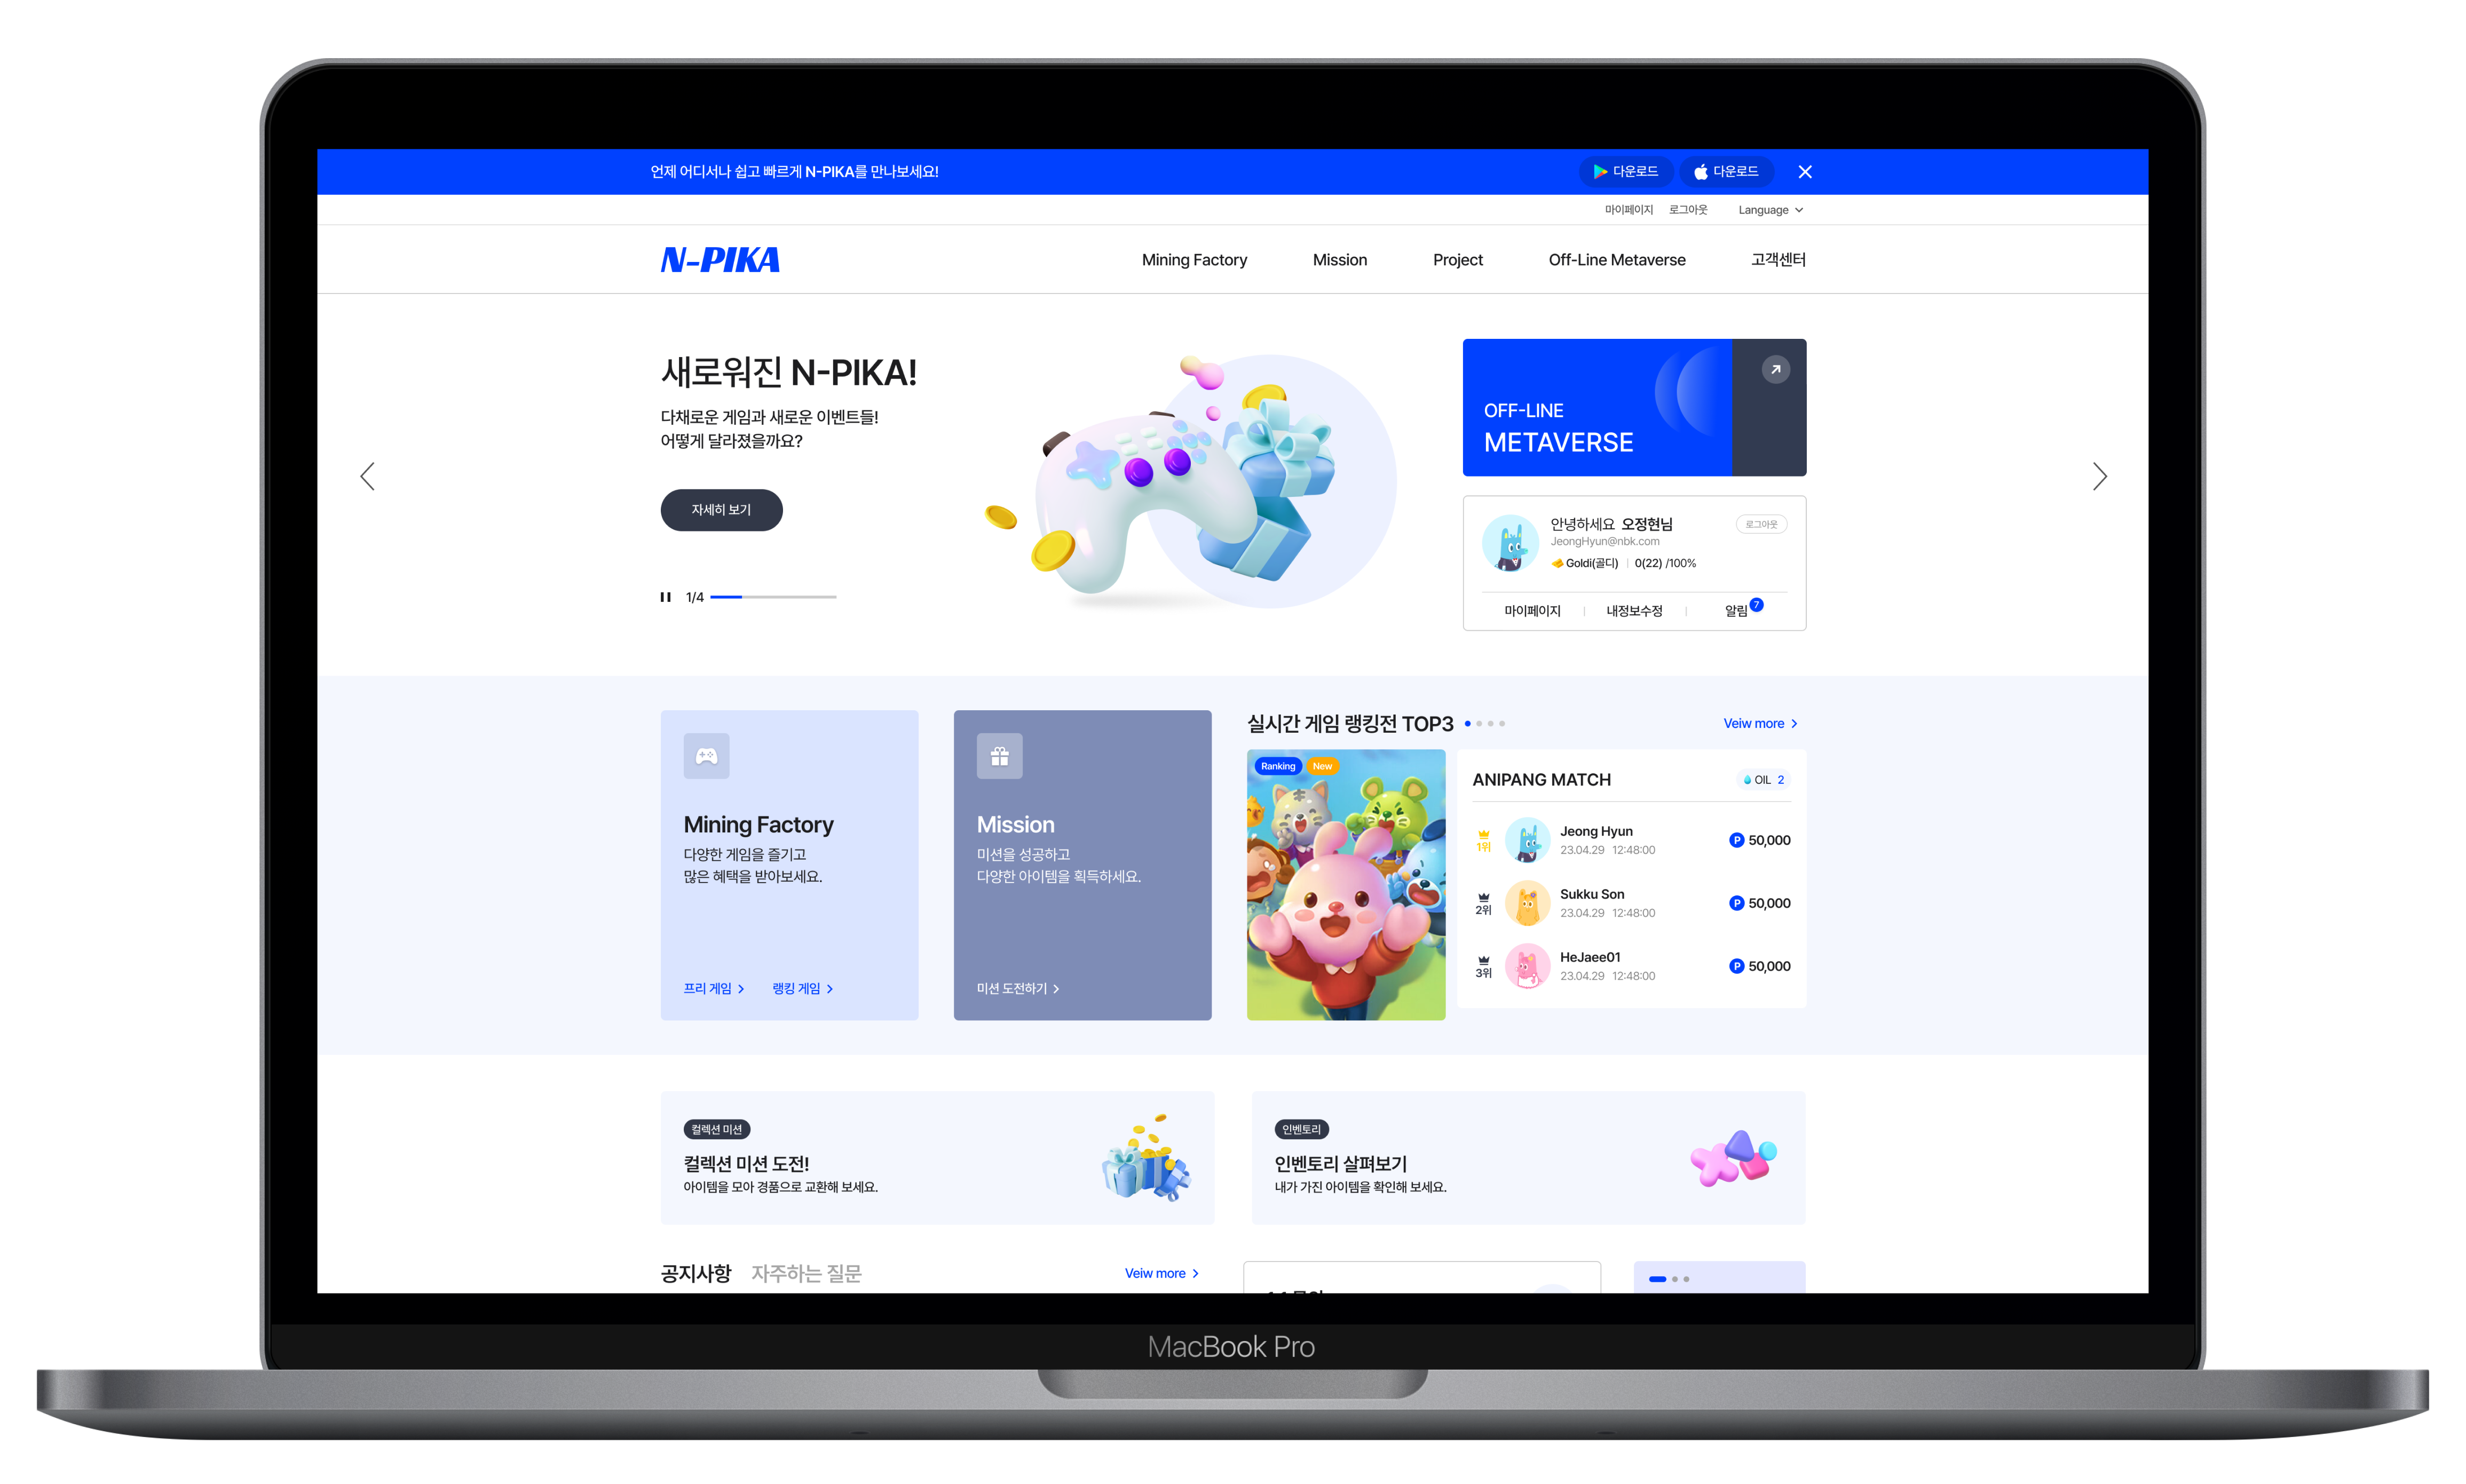 언제 어디서나 쉽고 빠르게 N-PIKA를 만나보세요!
다운로드
다운로드
마이페이지 로그아웃 Language
N-PIKA
Mining Factory Mission Project Off-Line Metaverse 고객센터
새로워진 N-PIKA!
다채로운 게임과 새로운 이벤트들!
어떻게 달라졌을까요?
자세히 보기
1/4
OFF-LINE
METAVERSE
안녕하세요 오정현님
로그아웃
JeongHyun@nbk.com
Goldi(골디) 0(22) /100%
마이페이지 내정보수정 알림 7
Mining Factory
다양한 게임을 즐기고
많은 혜택을 받아보세요.
프리 게임 랭킹 게임
Mission
미션을 성공하고
다양한 아이템을 획득하세요.
미션 도전하기
실시간 게임 랭킹전 TOP3
Veiw more
Ranking New
ANIPANG MATCH
OIL 2
1위
Jeong Hyun
23.04.29 12:48:00
P 50,000
2위
Sukku Son
23.04.29 12:48:00
P 50,000
3위
HeJaee01
23.04.29 12:48:00
P 50,000
컬렉션 미션
컬렉션 미션 도전!
아이템을 모아 경품으로 교환해 보세요.
인벤토리
인벤토리 살펴보기
내가 가진 아이템을 확인해 보세요.
공지사항 자주하는 질문
Veiw more
MacBook Pro